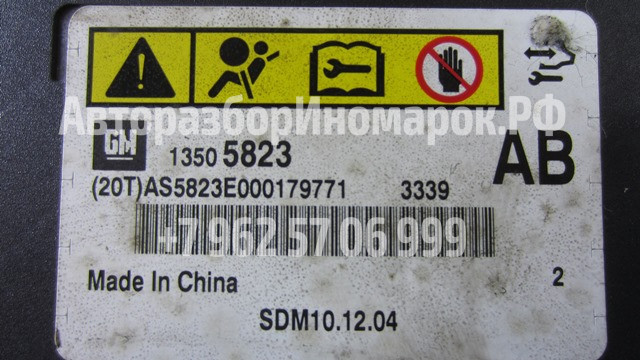 АвторазборИномарок.РФ
GM
1350 5823
AB
(20T)AS5823E000179771 3339
+7 962 57 06 999
Made In China 2
SDM10.12.04